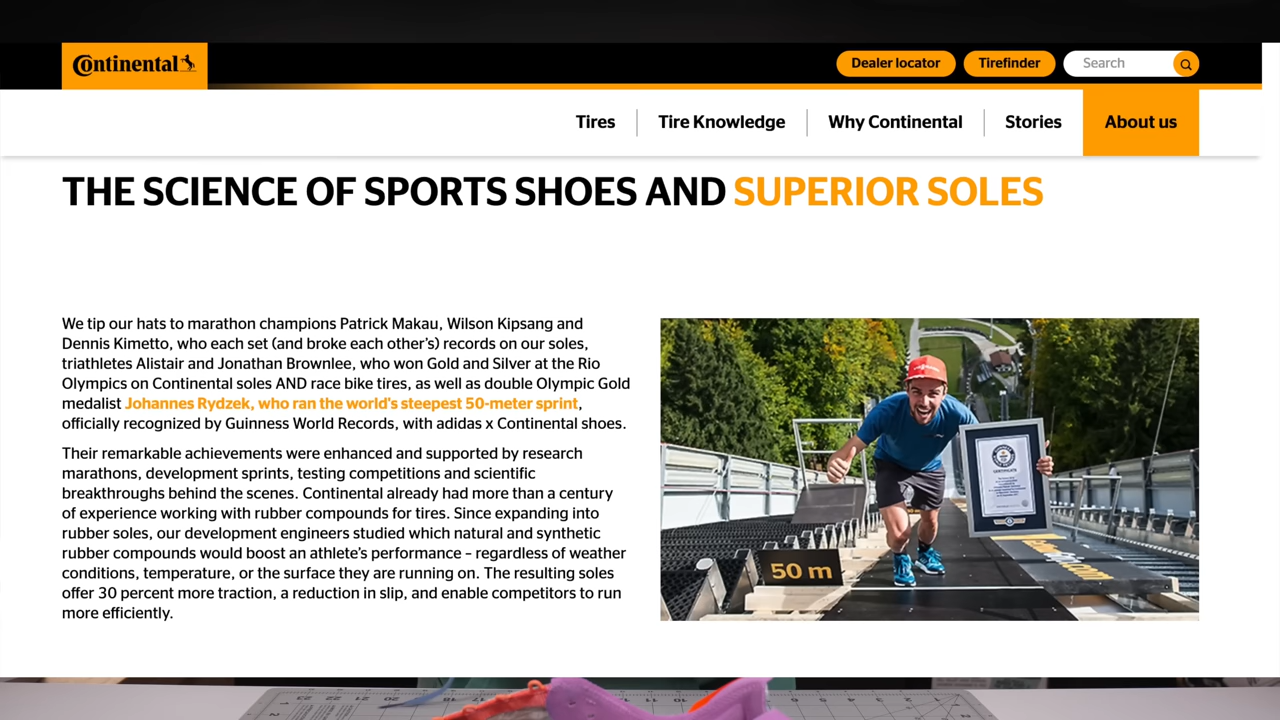 Continental
Dealer locator
Tirefinder
Search
Tires
Tire Knowledge
Why Continental
Stories
About us
THE SCIENCE OF SPORTS SHOES AND SUPERIOR SOLES
We tip our hats to marathon champions Patrick Makau, Wilson Kipsang and
Dennis Kimetto, who each set (and broke each other's) records on our soles,
triathletes Alistair and Jonathan Brownlee, who won Gold and Silver at the Rio
Olympics on Continental soles AND race bike tires, as well as double Olympic Gold
medalist Johannes Rydzek, who ran the world's steepest 50-meter sprint,
officially recognized by Guinness World Records, with adidas x Continental shoes.
Their remarkable achievements were enhanced and supported by research
marathons, development sprints, testing competitions and scientific
breakthroughs behind the scenes. Continental already had more than a century
of experience working with rubber compounds for tires. Since expanding into
rubber soles, our development engineers studied which natural and synthetic
rubber compounds would boost an athlete's performance – regardless of weather
conditions, temperature, or the surface they are running on. The resulting soles
offer 30 percent more traction, a reduction in slip, and enable competitors to run
more efficiently.
CERTIFICATE
50 m